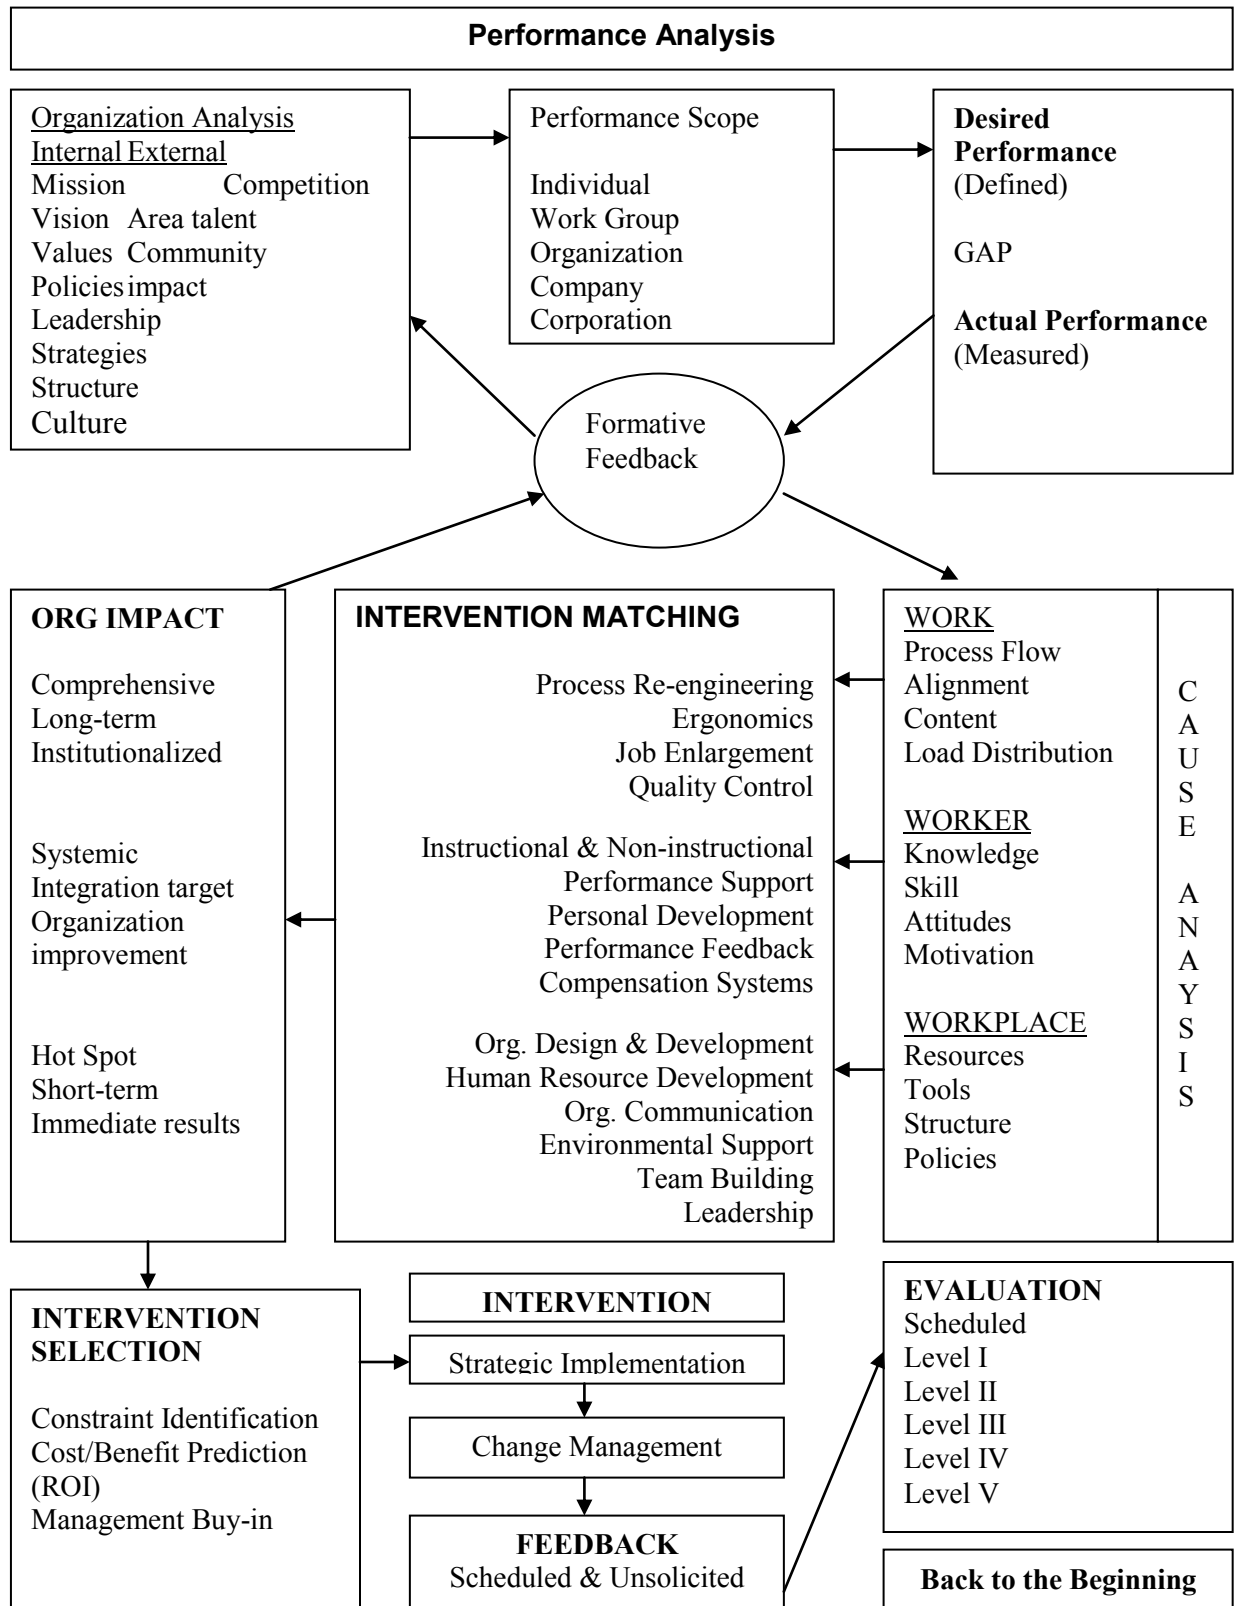 Performance Analysis
Organization Analysis
Internal External
Mission Competition
Vision Area talent
Values Community
Policies impact
Leadership
Strategies
Structure
Culture
Performance Scope
Individual
Work Group
Organization
Company
Corporation
Desired
Performance
(Defined)
GAP
Actual Performance
(Measured)
Formative
Feedback
ORG IMPACT
Comprehensive
Long-term
Institutionalized
Systemic
Integration target
Organization
improvement
Hot Spot
Short-term
Immediate results
INTERVENTION MATCHING
Process Re-engineering
Ergonomics
Job Enlargement
Quality Control
Instructional & Non-instructional
Performance Support
Personal Development
Performance Feedback
Compensation Systems
Org. Design & Development
Human Resource Development
Org. Communication
Environmental Support
Team Building
Leadership
WORK
Process Flow
Alignment
Content
Load Distribution
WORKER
Knowledge
Skill
Attitudes
Motivation
WORKPLACE
Resources
Tools
Structure
Policies
C
A
U
S
E
A
N
A
Y
S
I
S
INTERVENTION
SELECTION
Constraint Identification
Cost/Benefit Prediction
(ROI)
Management Buy-in
INTERVENTION
Strategic Implementation
Change Management
FEEDBACK
Scheduled & Unsolicited
EVALUATION
Scheduled
Level I
Level II
Level III
Level IV
Level V
Back to the Beginning